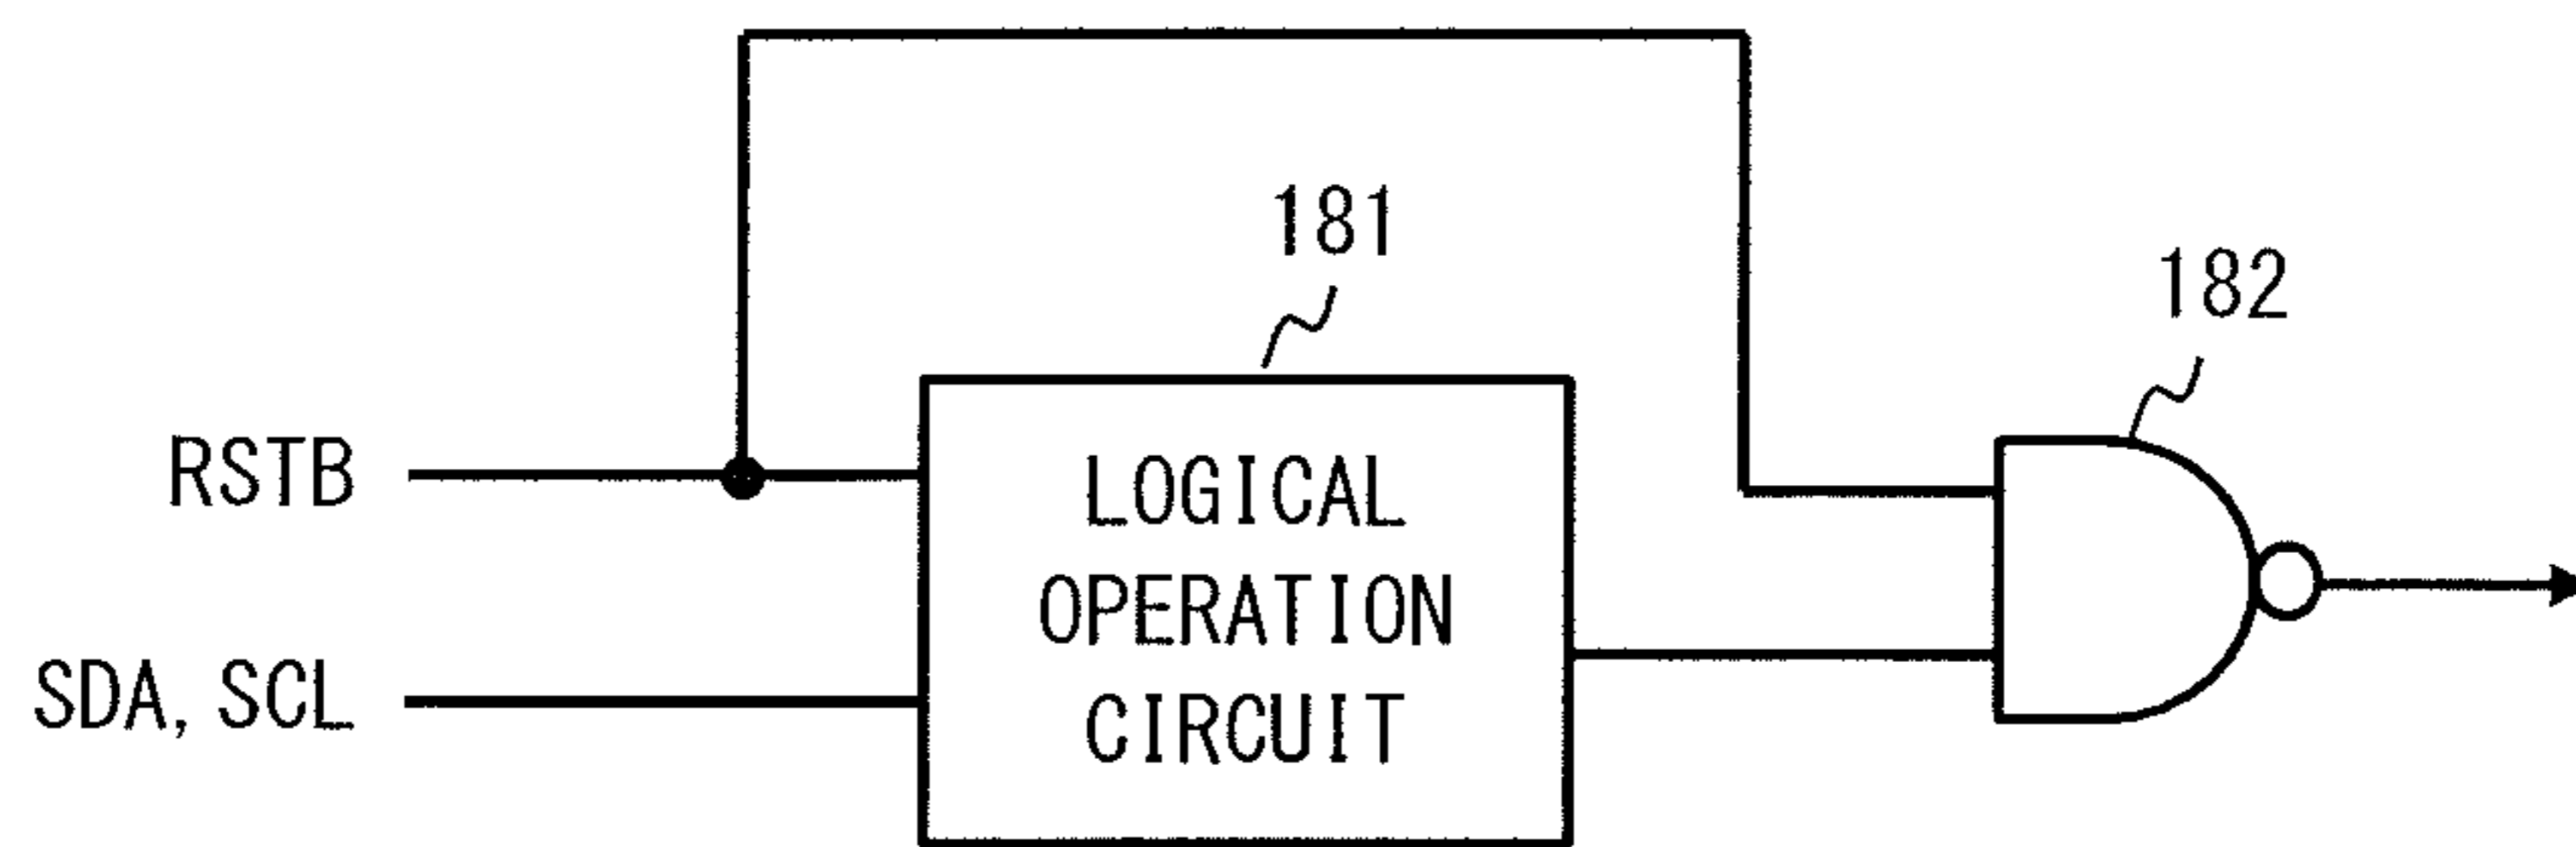 181
182
RSTB
SDA, SCL
LOGICAL
OPERATION
CIRCUIT